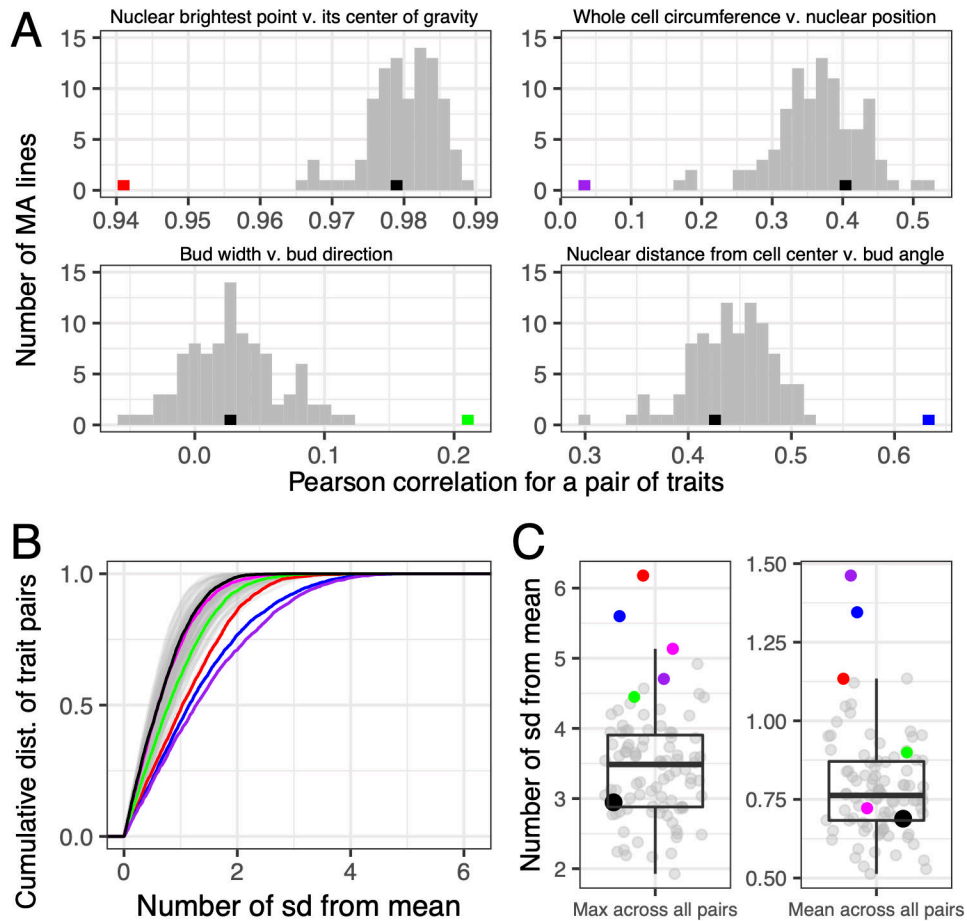 A
Nuclear brightest point v. its center of gravity
Whole cell circumference v. nuclear position
15
10
5
0
0.94 0.95 0.96 0.97 0.98 0.99
15
10
5
0
0.0 0.1 0.2 0.3 0.4 0.5
Number of MA lines
Bud width v. bud direction
Nuclear distance from cell center v. bud angle
15
10
5
0
0.0 0.1 0.2
15
10
5
0
0.3 0.4 0.5 0.6
Pearson correlation for a pair of traits
B
Cumulative dist. of trait pairs
1.0
0.5
0.0
0 2 4 6
Number of sd from mean
C
Number of sd from mean
6
5
4
3
2
Max across all pairs
1.50
1.25
1.00
0.75
0.50
Mean across all pairs